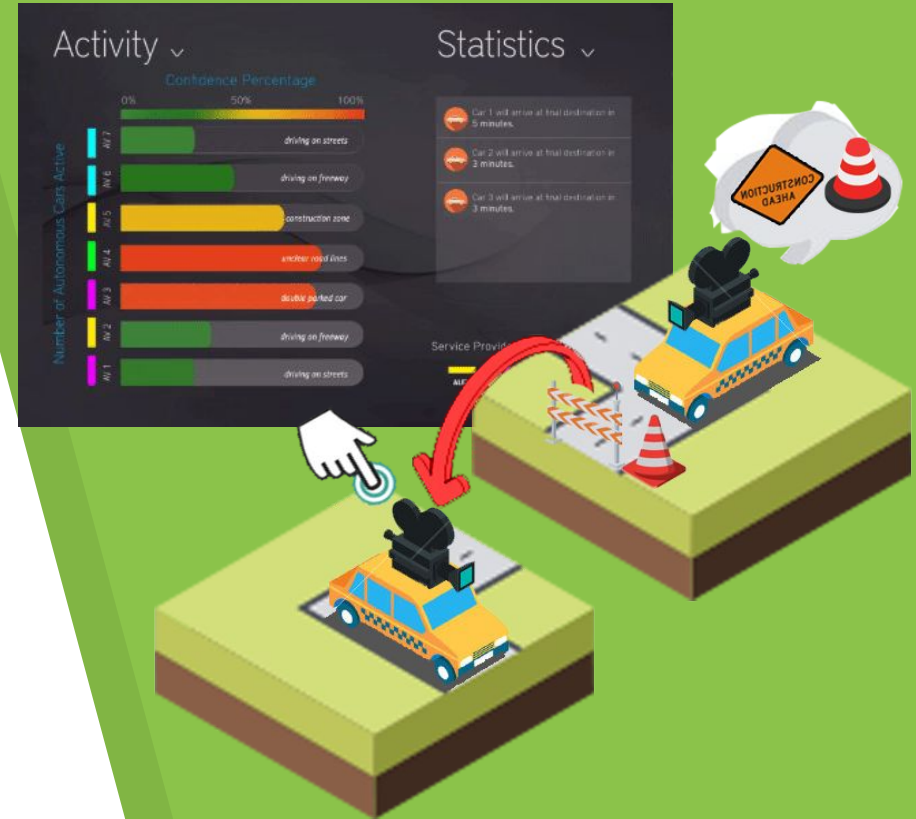 Activity
Statistics
Confidence Percentage
0% 50% 100%
Number of Autonomous Cars Active
AV 7 driving on streets
AV 6 driving on freeway
AV 5 construction zone
AV 4 unclear road lines
AV 3 double parked car
AV 2 driving on freeway
AV 1 driving on streets
Car 1 will arrive at final destination in
5 minutes.
Car 2 will arrive at final destination in
3 minutes.
Car 3 will arrive at final destination in
3 minutes.
Service
CONSTRUCTION
AHEAD